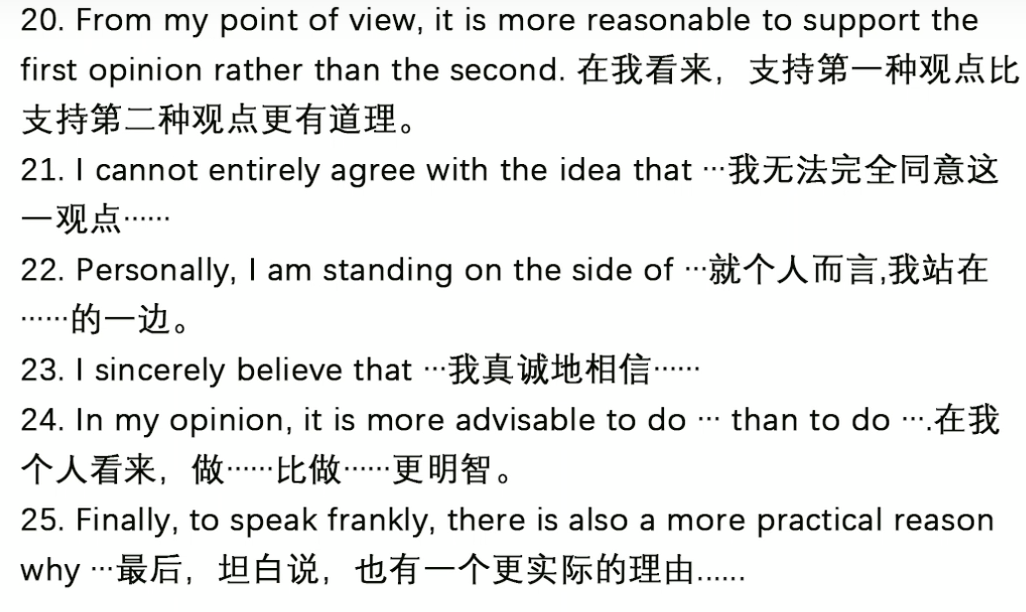 20. From my point of view, it is more reasonable to support the
first opinion rather than the second. 在我看来，支持第一种观点比
支持第二种观点更有道理。
21. I cannot entirely agree with the idea that ···我无法完全同意这
一观点······
22. Personally, I am standing on the side of ···就个人而言,我站在
······的一边。
23. I sincerely believe that ···我真诚地相信······
24. In my opinion, it is more advisable to do ··· than to do ···.在我
个人看来，做······比做······更明智。
25. Finally, to speak frankly, there is also a more practical reason
why ···最后，坦白说，也有一个更实际的理由......